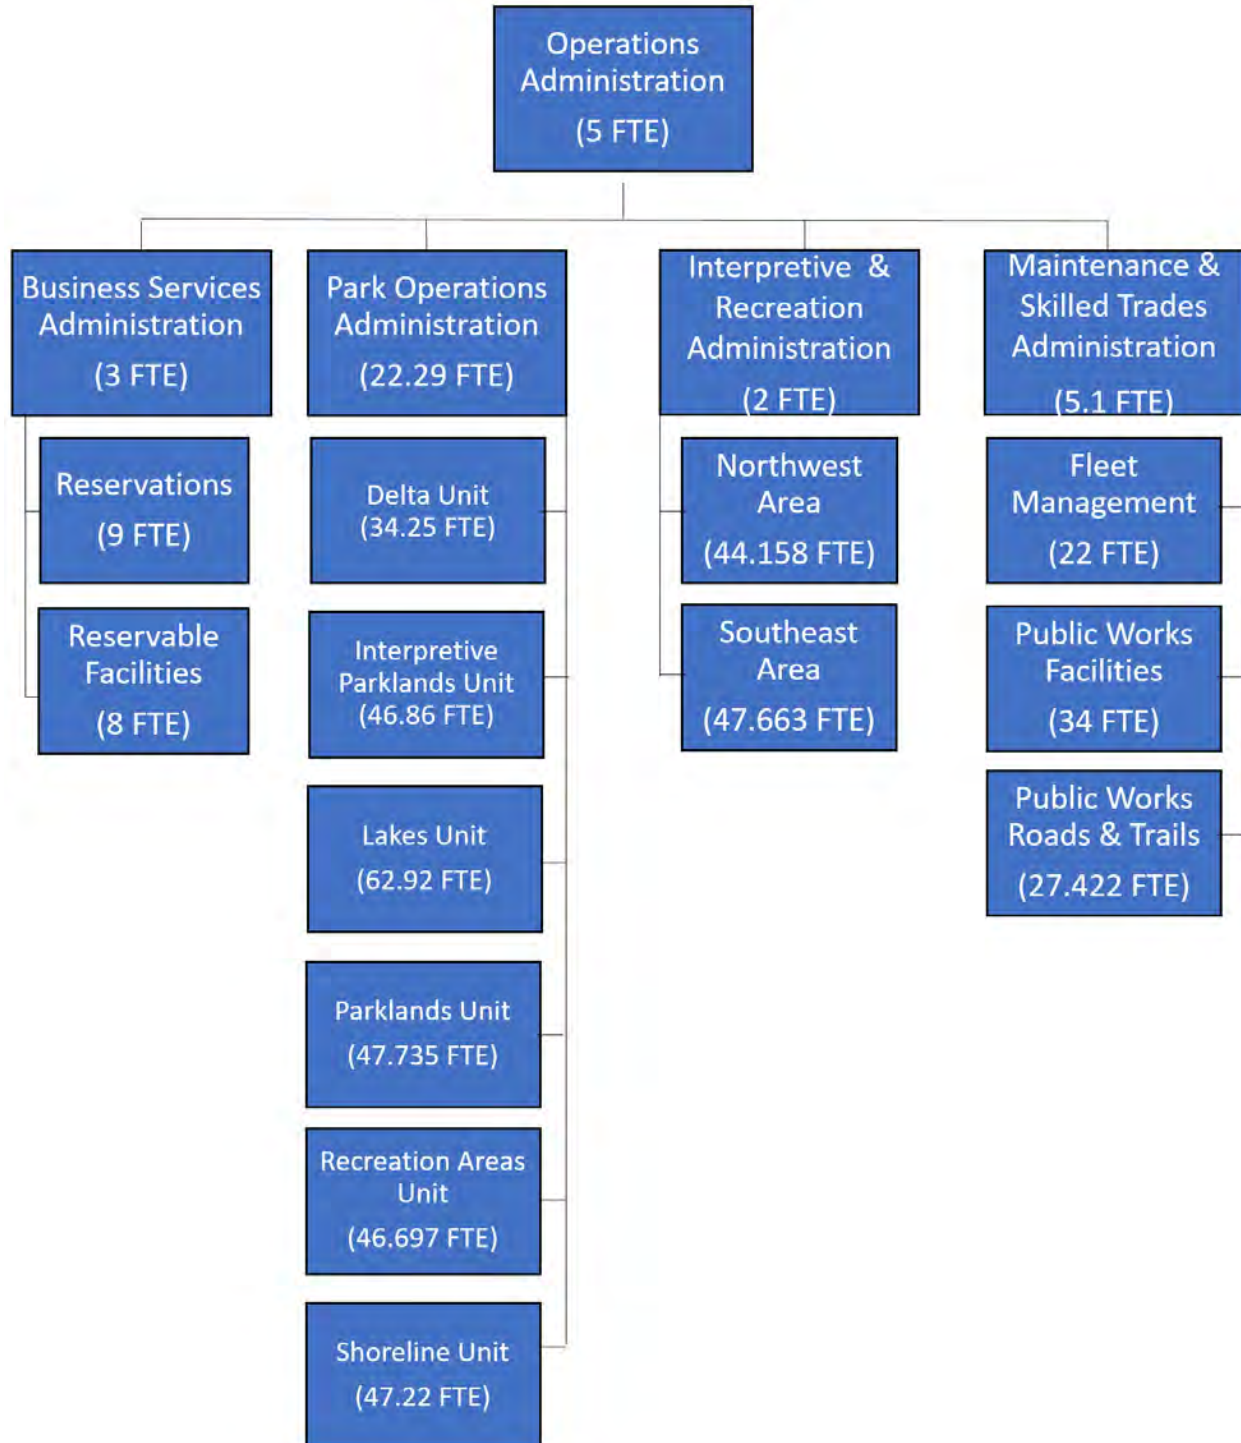 Operations
Administration
(5 FTE)
Business Services
Administration
(3 FTE)
Reservations
(9 FTE)
Reservable
Facilities
(8 FTE)
Park Operations
Administration
(22.29 FTE)
Delta Unit
(34.25 FTE)
Interpretive
Parklands Unit
(46.86 FTE)
Lakes Unit
(62.92 FTE)
Parklands Unit
(47.735 FTE)
Recreation Areas
Unit
(46.697 FTE)
Shoreline Unit
(47.22 FTE)
Interpretive &
Recreation
Administration
(2 FTE)
Northwest
Area
(44.158 FTE)
Southeast
Area
(47.663 FTE)
Maintenance &
Skilled Trades
Administration
(5.1 FTE)
Fleet
Management
(22 FTE)
Public Works
Facilities
(34 FTE)
Public Works
Roads & Trails
(27.422 FTE)